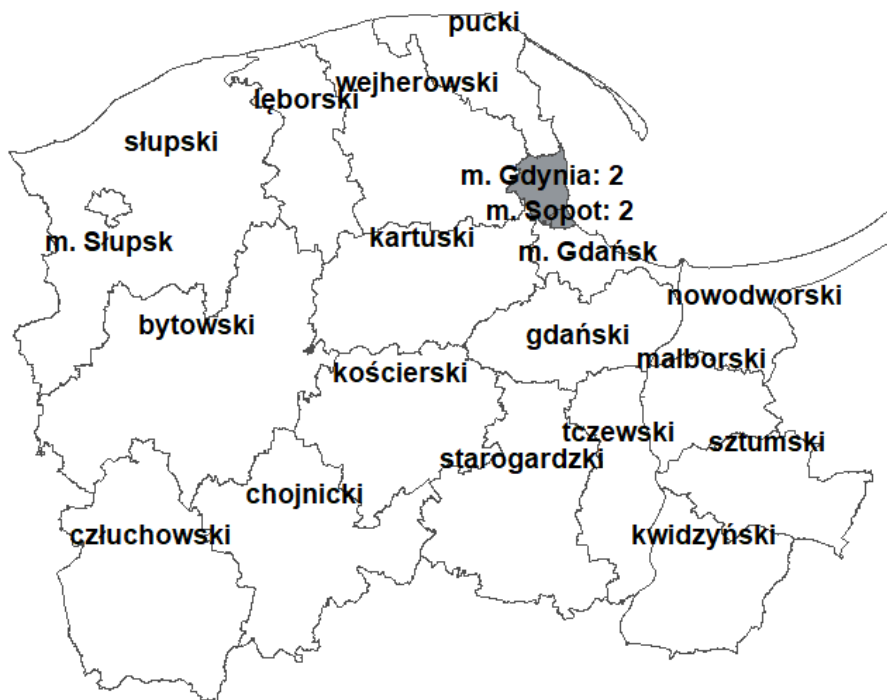 pucki
wejherowski
lęborski
słupski
m. Gdynia: 2
m. Sopot: 2
m. Słupsk
kartuski
m. Gdańsk
nowodworski
bytowski
gdański
malborski
kościerski
tczewski
sztumski
starogardzki
chojnicki
człuchowski
kwidzyński